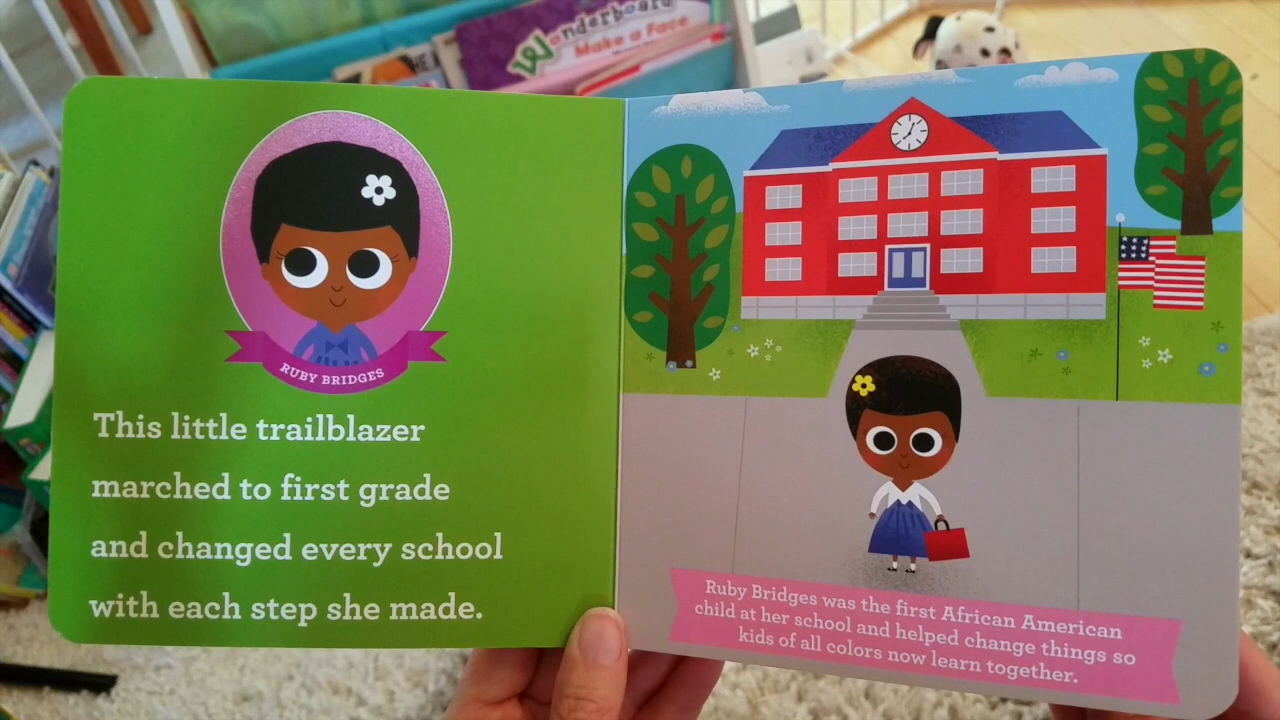 Wonderboard
Make a Face
RUBY BRIDGES
This little trailblazer
marched to first grade
and changed every school
with each step she made.
Ruby Bridges was the first African American
child at her school and helped change things so
kids of all colors now learn together.